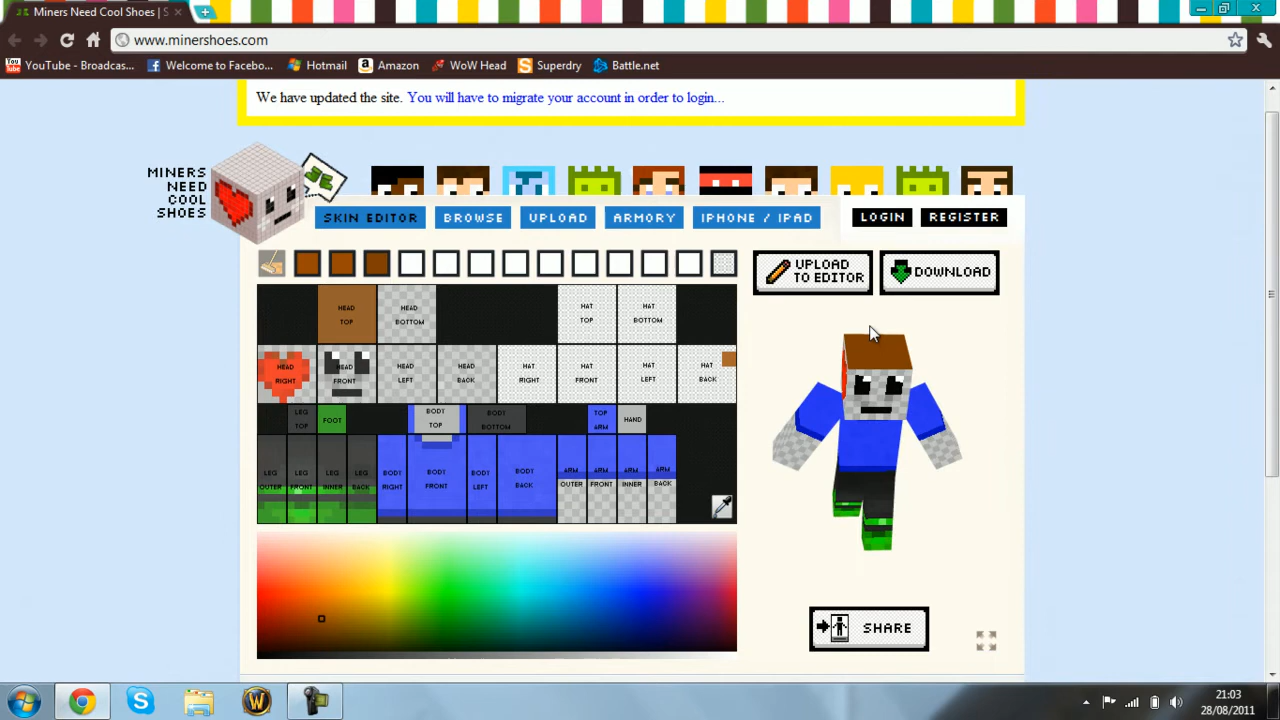 Miners Need Cool Shoes | S
www.minershoes.com
YouTube - Broadcas...
Welcome to Facebo...
Hotmail
Amazon
WoW Head
Superdry
Battle.net
We have updated the site. You will have to migrate your account in order to login...
MINERS
NEED
COOL
SHOES
SKIN EDITOR
BROWSE
UPLOAD
ARMORY
IPHONE / IPAD
LOGIN
REGISTER
UPLOAD
TO EDITOR
DOWNLOAD
HEAD
TOP
HEAD
BOTTOM
HAT
TOP
HAT
BOTTOM
HEAD
RIGHT
HEAD
FRONT
HEAD
LEFT
HEAD
BACK
HAT
RIGHT
HAT
FRONT
HAT
LEFT
HAT
BACK
LEG
TOP
FOOT
BODY
TOP
BODY
BOTTOM
TOP
ARM
HAND
LEG
OUTER
LEG
FRONT
LEG
INNER
LEG
BACK
BODY
RIGHT
BODY
FRONT
BODY
LEFT
BODY
BACK
ARM
OUTER
ARM
FRONT
ARM
INNER
ARM
BACK
SHARE
21:03
28/08/2011